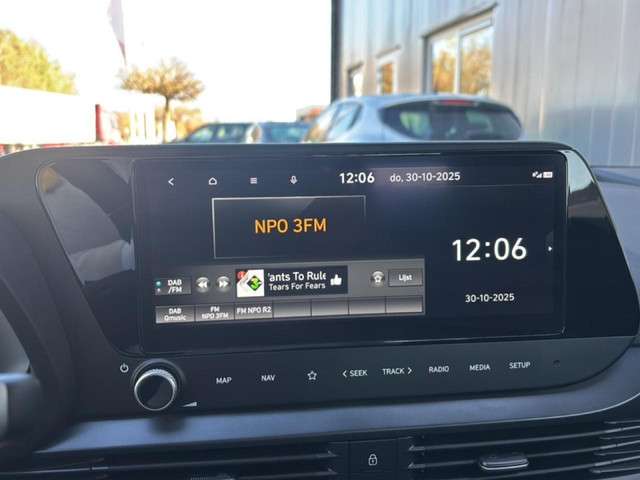 12:06 do, 30-10-2025
NPO 3FM
12:06
DAB
/FM
'ants To Rule
Tears For Fears
Lijst
30-10-2025
DAB
Qmusic
FM
NPO 3FM
FM NPO R2
MAP
NAV
< SEEK
TRACK >
RADIO
MEDIA
SETUP